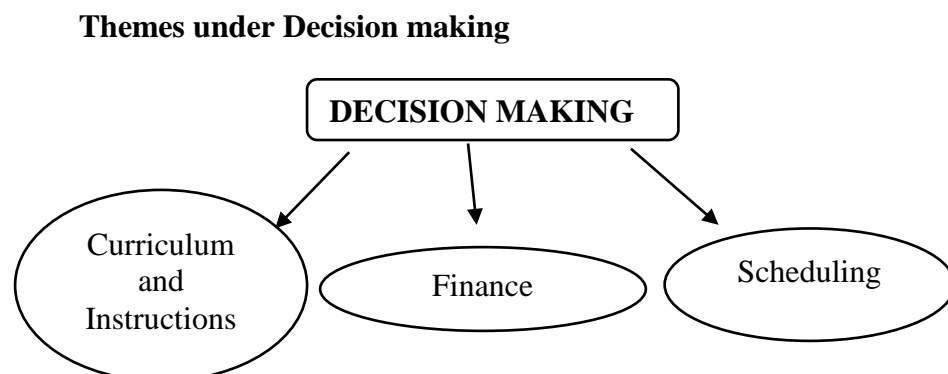 Themes under Decision making
DECISION MAKING
Curriculum
and
Instructions
Finance
Scheduling